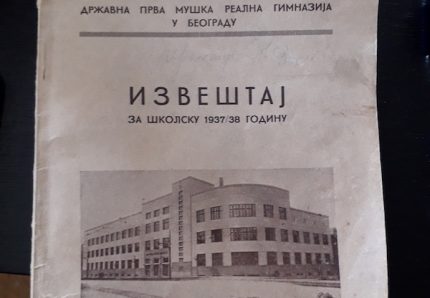 ДРЖАВНА ПРВА МУШКА РЕАЛНА ГИМНАЗИЈА
У БЕОГРАДУ
ИЗВЕШТАЈ
ЗА ШКОЛСКУ 1937/38 ГОДИНУ